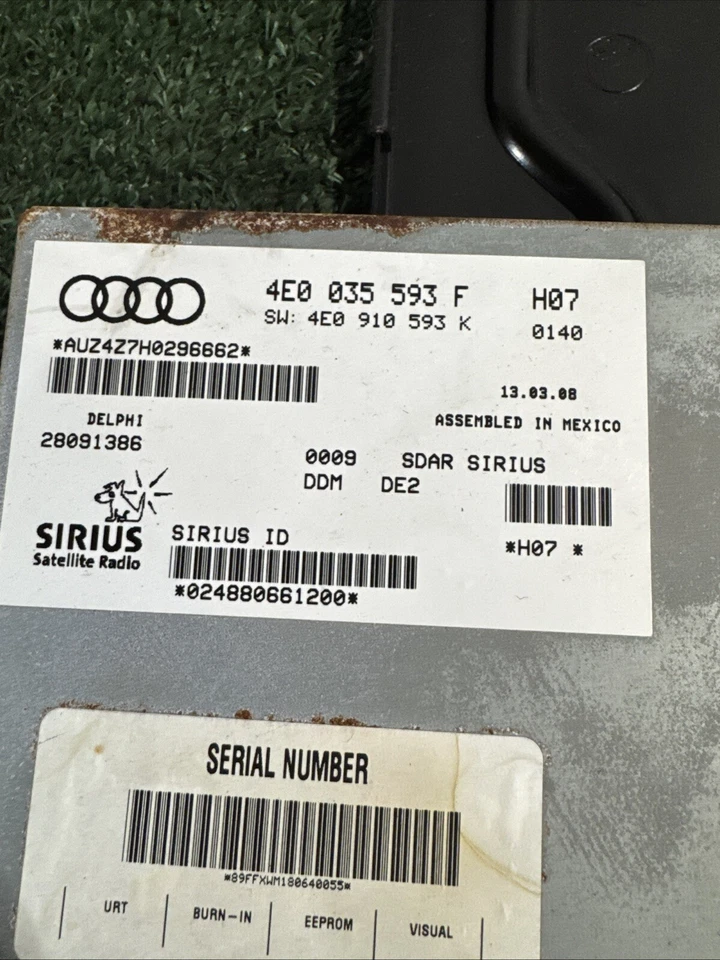 4E0 035 593 F H07
SW: 4E0 910 593 K 0140
*AUZ4Z7H0296662*
13.03.08
DELPHI ASSEMBLED IN MEXICO
28091386
0009 SDAR SIRIUS
DDM DE2
SIRIUS
Satellite Radio
SIRIUS ID
*H07 *
*024880661200*
SERIAL NUMBER
*89FFXWM180640055*
URT BURN-IN EEPROM VISUAL